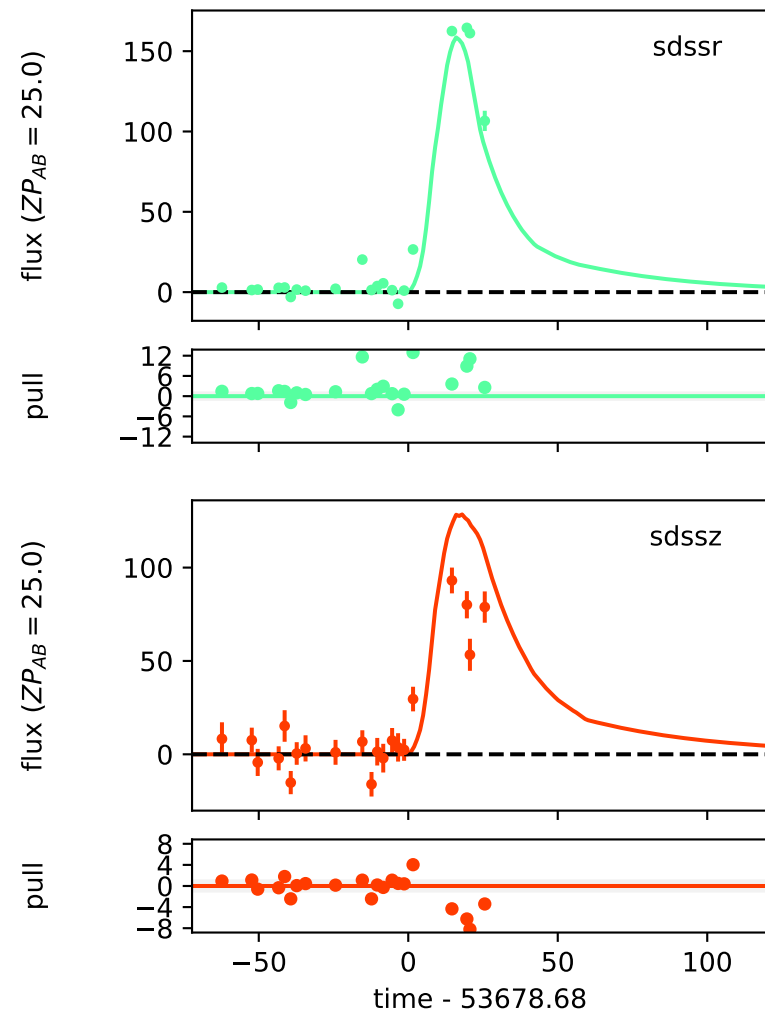 sdssr
flux (ZP_AB = 25.0)
150
100
50
0
pull
12
6
0
−6
−12
sdssz
flux (ZP_AB = 25.0)
100
50
0
pull
8
4
0
−4
−8
−50 0 50 100
time - 53678.68